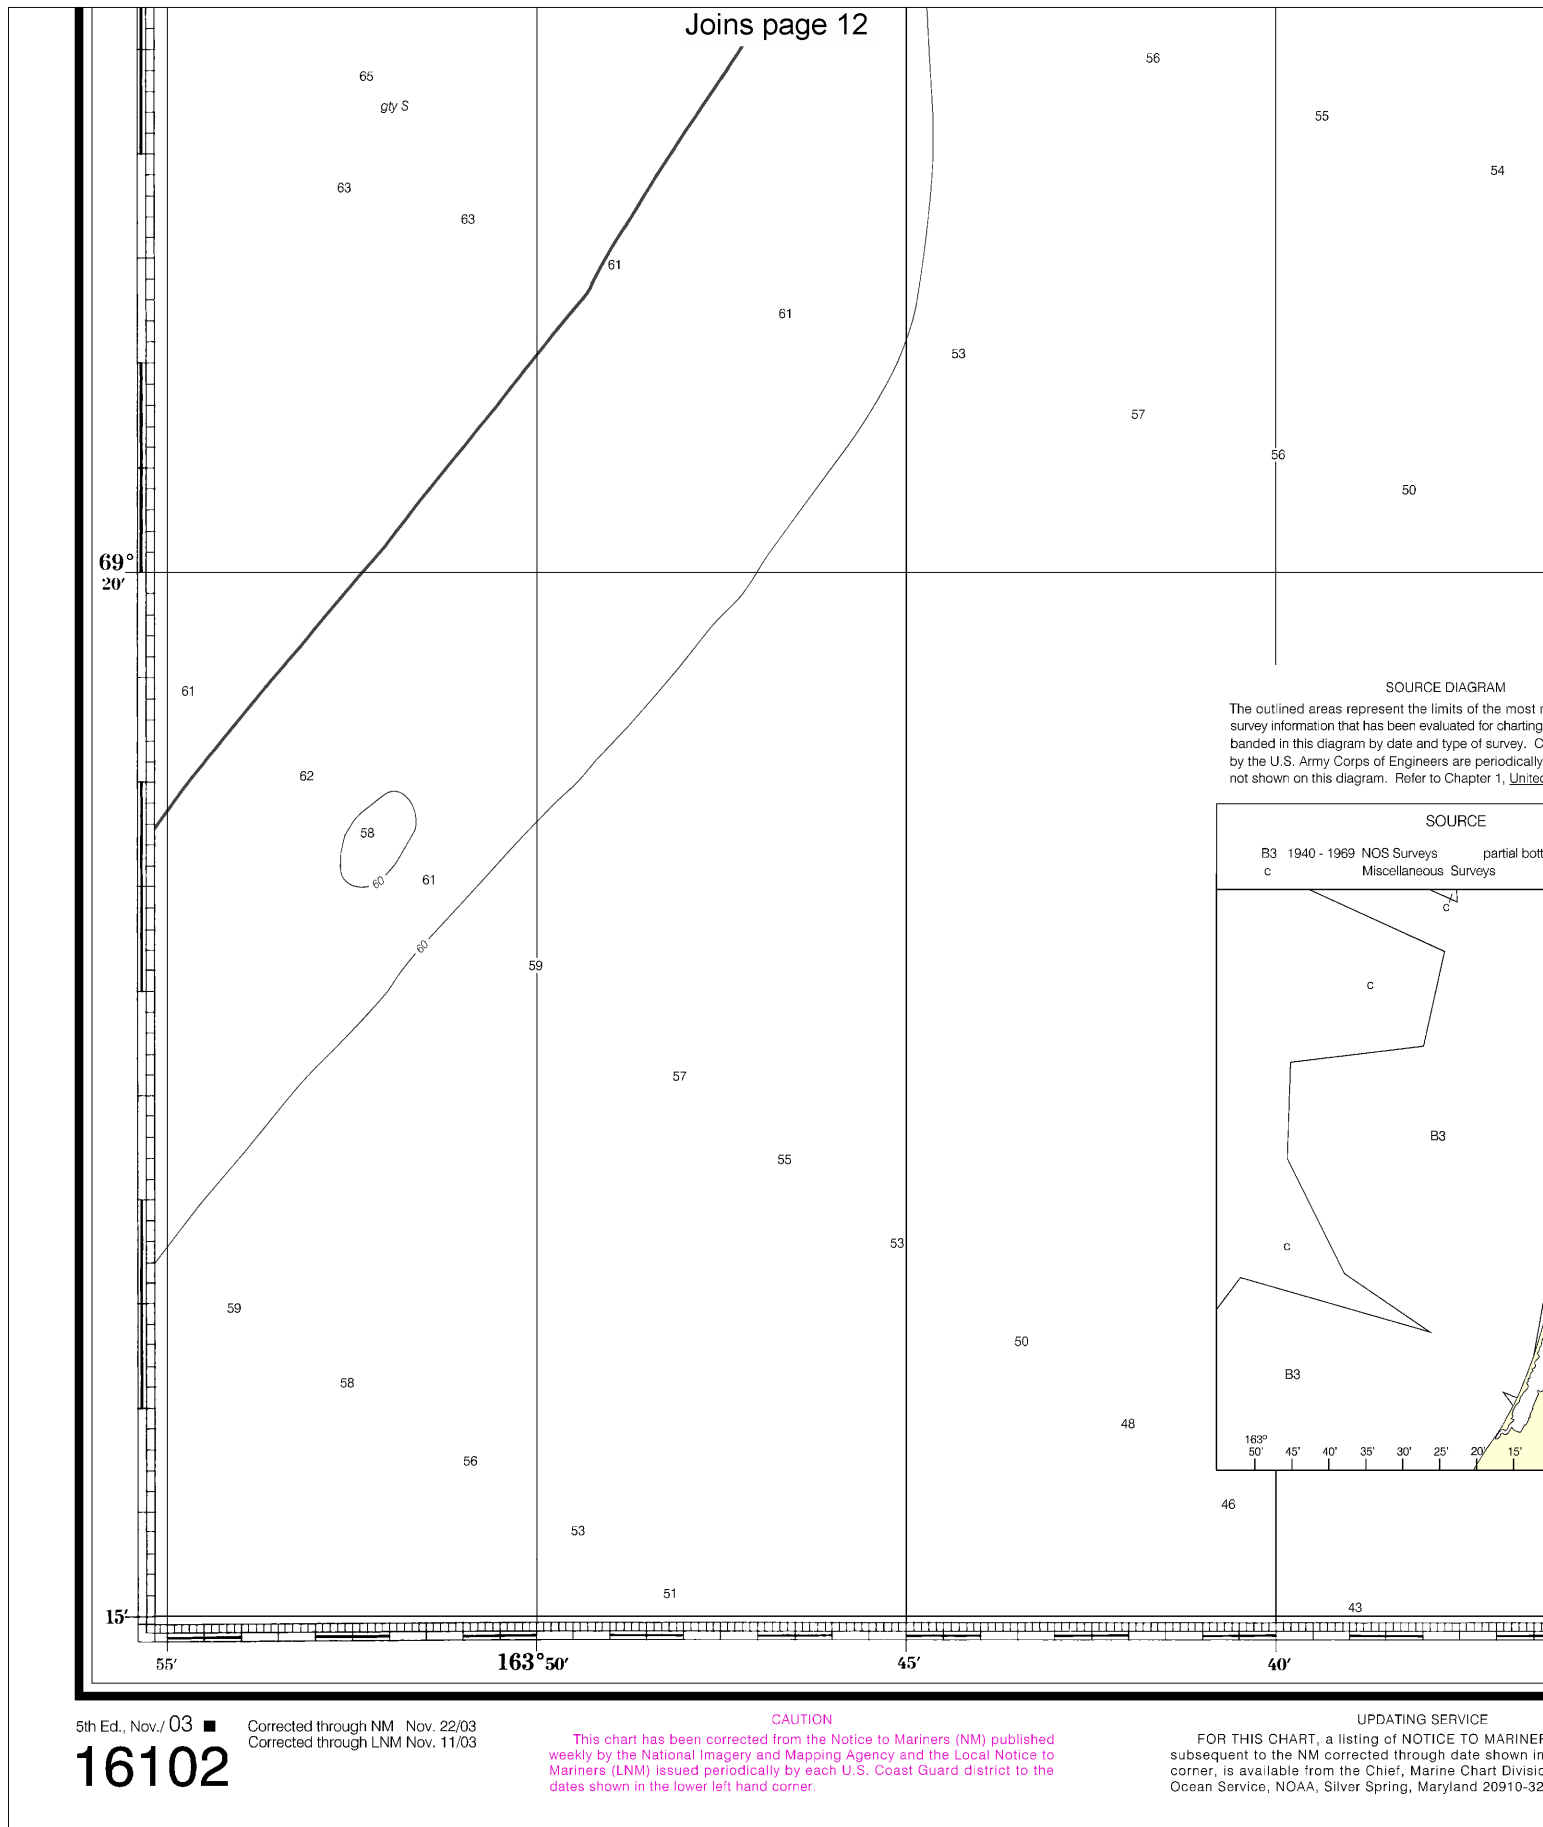 Joins page 12
56
65
gty S
55
54
63
63
61
61
53
57
56
50
69°
20′
61
SOURCE DIAGRAM
The outlined areas represent the limits of the most
survey information that has been evaluated for charting
banded in this diagram by date and type of survey. C
by the U.S. Army Corps of Engineers are periodically
not shown on this diagram. Refer to Chapter 1, United
62
58
60
61
SOURCE
B3 1940 - 1969 NOS Surveys partial bott
c Miscellaneous Surveys
c
60
59
c
57
B3
55
53
c
59
50
58
B3
48
163°
50' 45' 40' 35' 30' 25' 20' 15'
56
46
53
51
43
15′
55′ 163° 50′ 45′ 40′
5th Ed., Nov./ 03 ■ Corrected through NM Nov. 22/03
Corrected through LNM Nov. 11/03
16102
CAUTION
This chart has been corrected from the Notice to Mariners (NM) published
weekly by the National Imagery and Mapping Agency and the Local Notice to
Mariners (LNM) issued periodically by each U.S. Coast Guard district to the
dates shown in the lower left hand corner.
UPDATING SERVICE
FOR THIS CHART, a listing of NOTICE TO MARINER
subsequent to the NM corrected through date shown in
corner, is available from the Chief, Marine Chart Divisio
Ocean Service, NOAA, Silver Spring, Maryland 20910-32